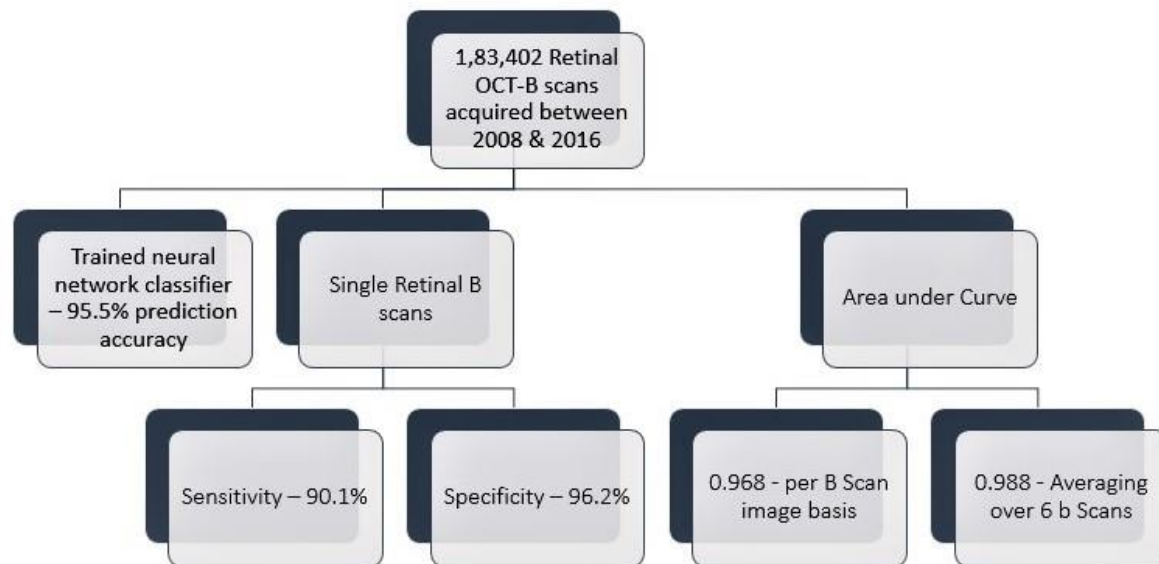 1,83,402 Retinal
OCT-B scans
acquired between
2008 & 2016
Trained neural
network classifier
– 95.5% prediction
accuracy
Single Retinal B
scans
Area under Curve
Sensitivity – 90.1%
Specificity – 96.2%
0.968 - per B Scan
image basis
0.988 - Averaging
over 6 b Scans